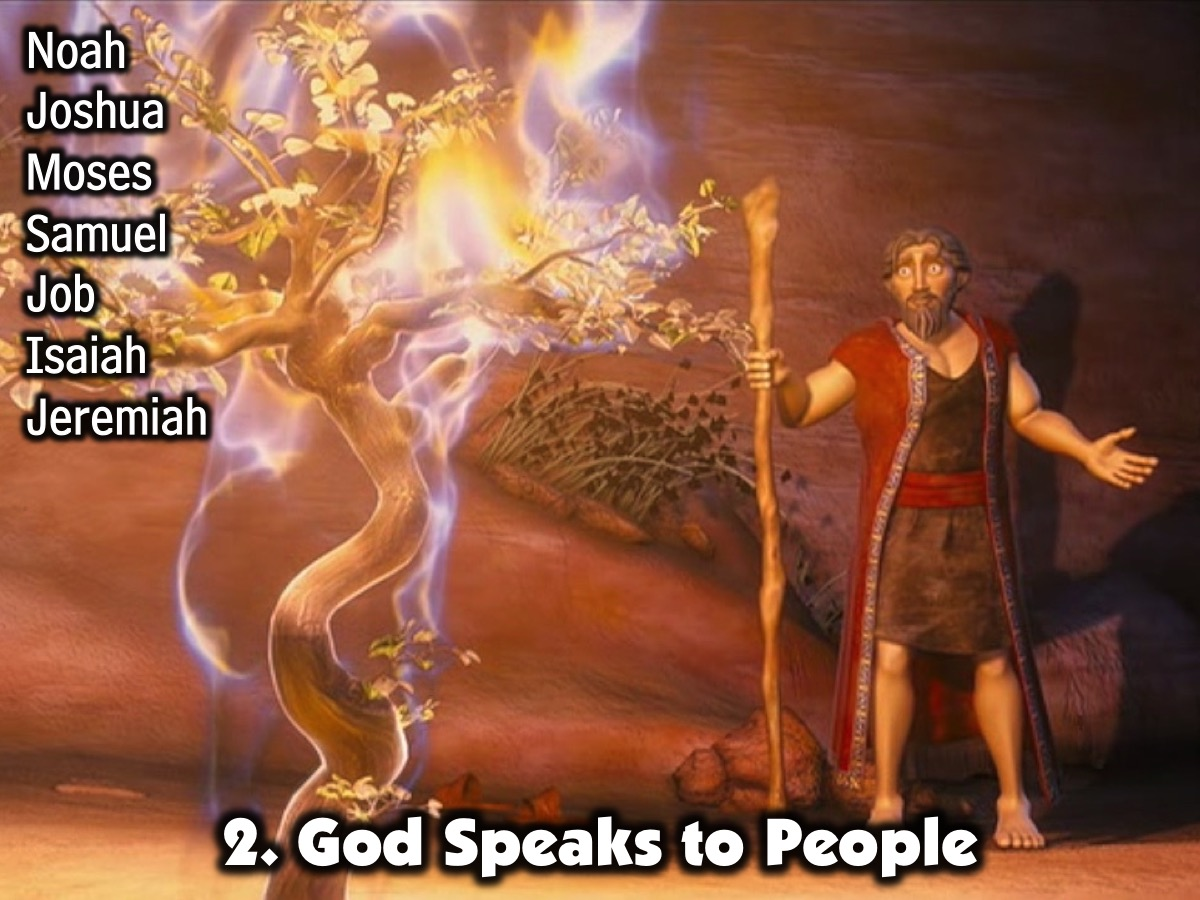 Noah
Joshua
Moses
Samuel
Job
Isaiah
Jeremiah
2. God Speaks to People